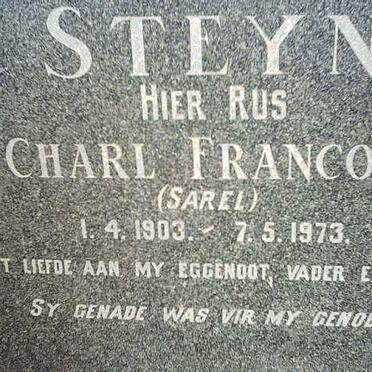 STEYN
HIER RUS
CHARL FRANCO
(SAREL)
1.4.1903. - 7.5.1973.
T LIEFDE AAN MY EGGENOOT, VADER E
SY GENADE WAS VIR MY GENOE